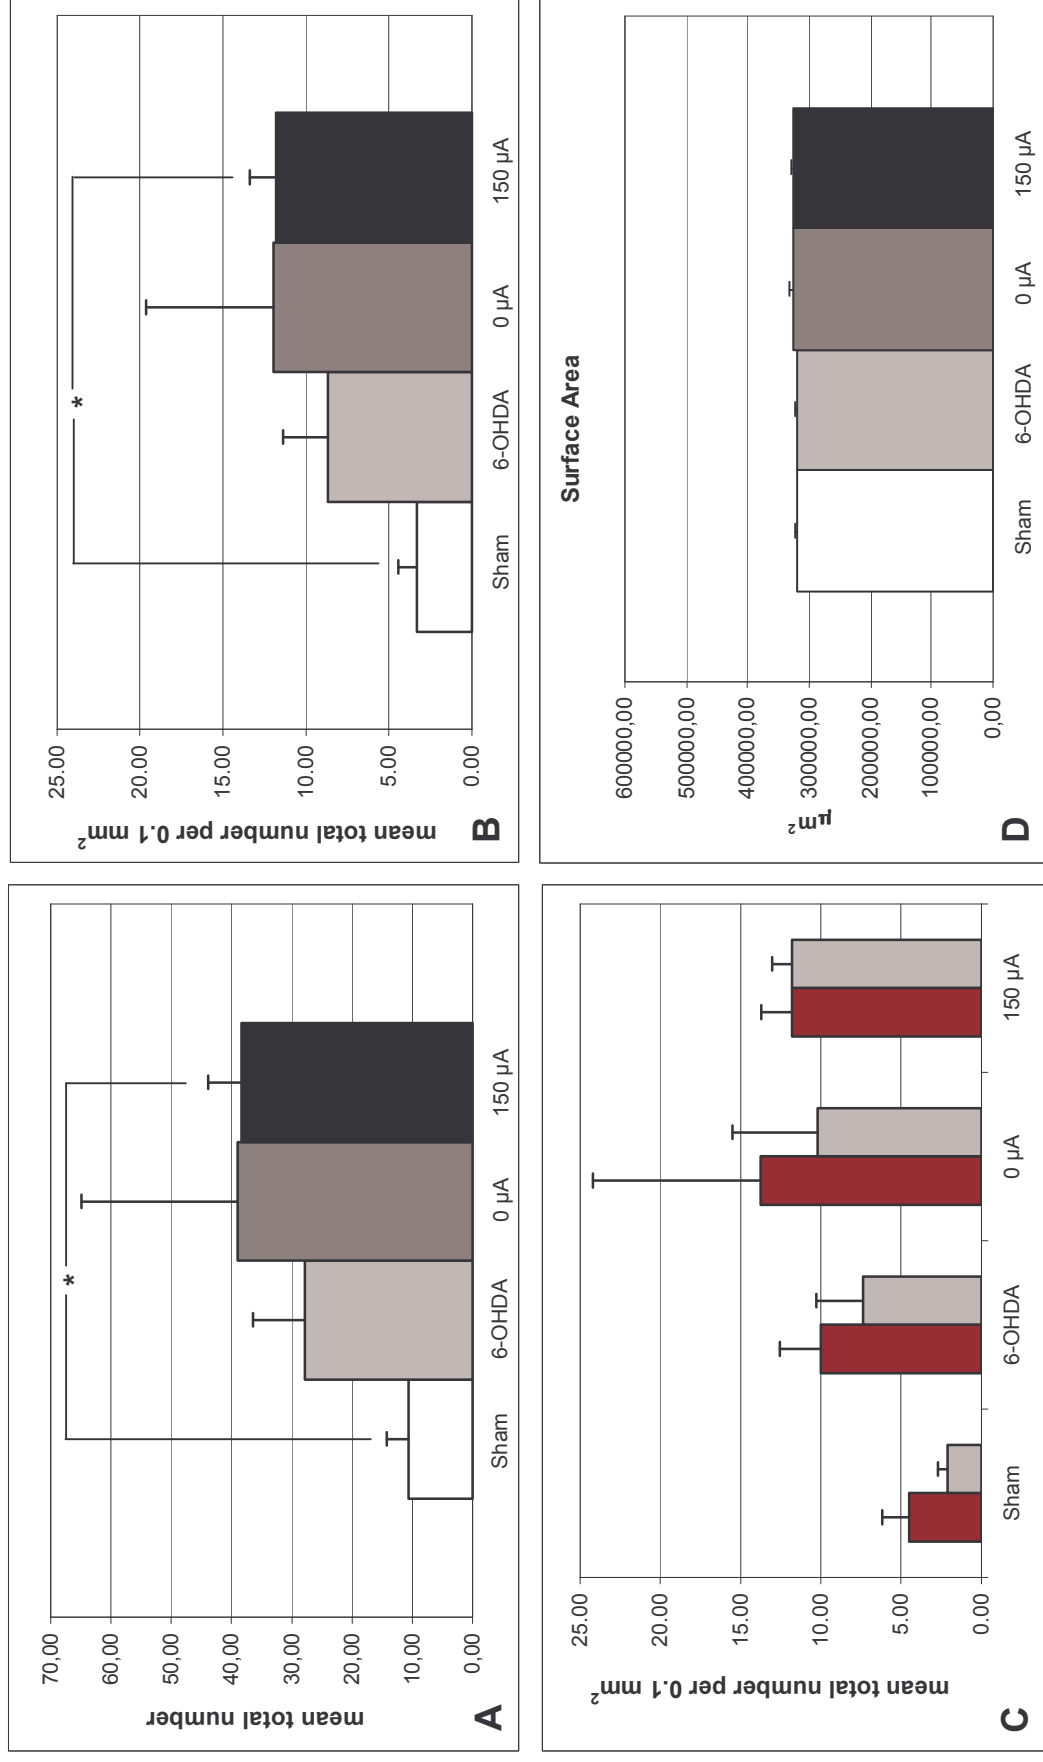 70,00
60,00
50,00
40,00
30,00
20,00
10,00
0,00
mean total number
*
Sham
6-OHDA
0 µA
150 µA
A
25.00
20.00
15.00
10.00
5.00
0.00
mean total number per 0.1 mm²
*
Sham
6-OHDA
0 µA
150 µA
B
25.00
20.00
15.00
10.00
5.00
0.00
mean total number per 0.1 mm²
Sham
6-OHDA
0 µA
150 µA
C
Surface Area
600000,00
500000,00
400000,00
300000,00
200000,00
100000,00
0,00
µm²
Sham
6-OHDA
0 µA
150 µA
D